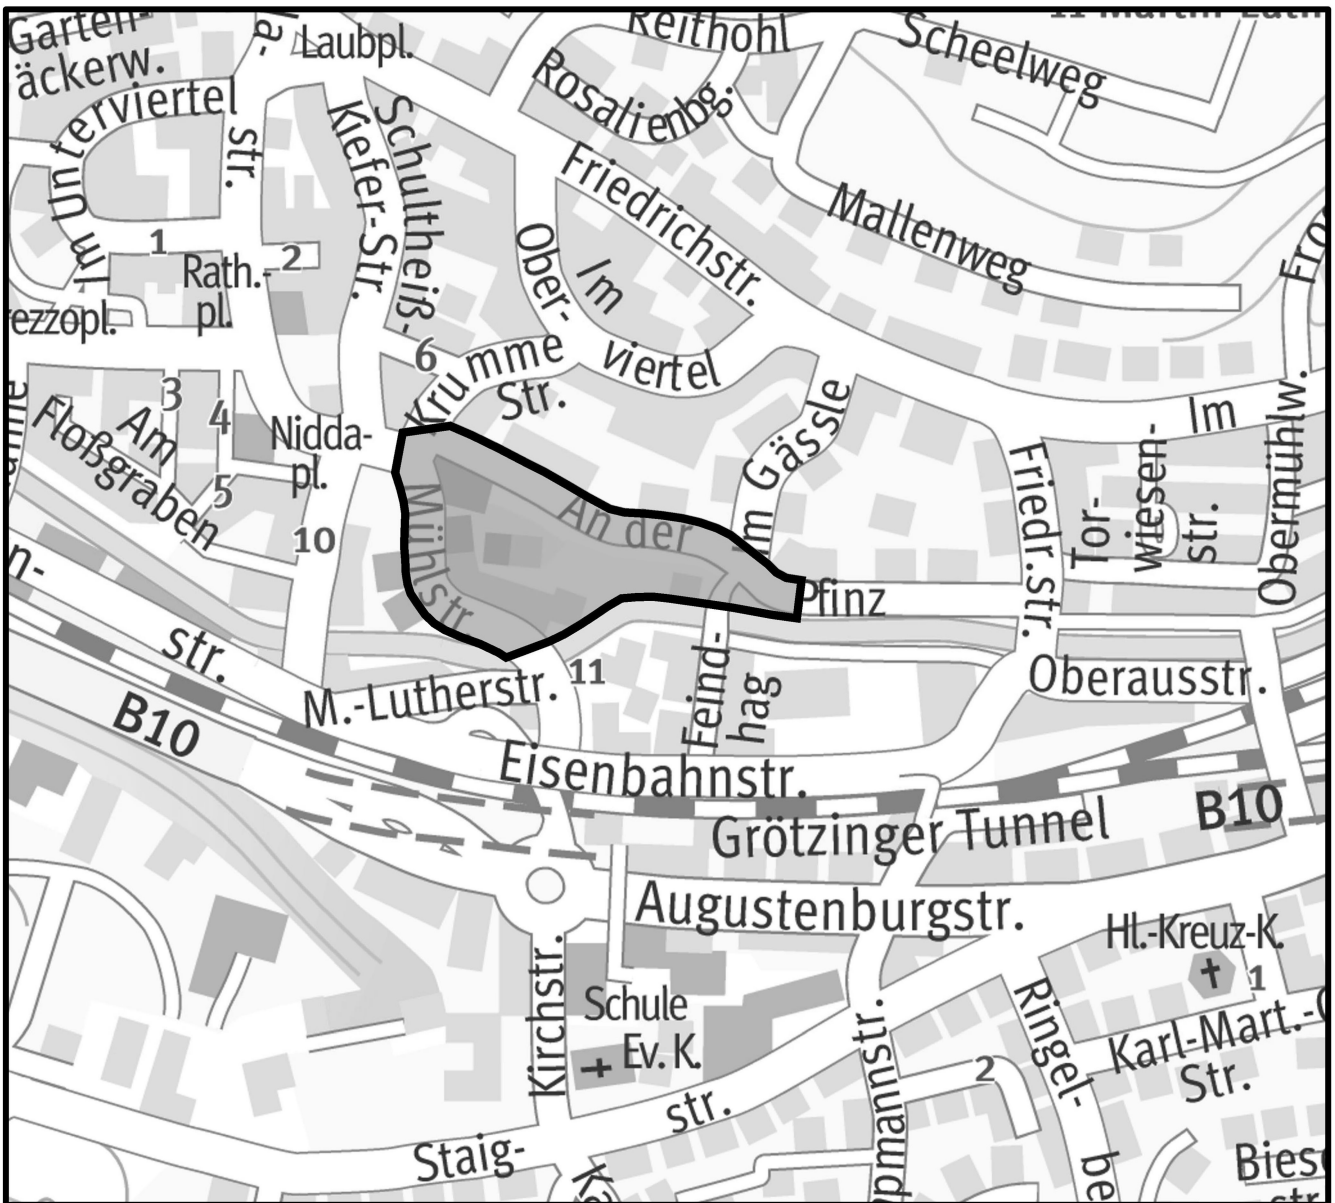 Garten-
äckerw.
la-
Laubpl.
Reithohl
Scheelweg
Rosalienbg.
Im Unterviertel
str.
Schultheiß-
Kiefer-Str.
Friedrichstr.
Mallenweg
1
2
Rath.-
pl.
ezzopl.
Ober-
Im
viertel
6
Krumme
Str.
3
4
5
Am
Floßgraben
Nidda-
pl.
10
Im Gässle
Im
Friedr.str.
Tor-
wiesen-
str.
Obermühlw.
Mühlstr.
An der
Pfinz
n-
str.
B10
M.-Lutherstr.
11
Feind-
hag
Oberausstr.
Eisenbahnstr.
Grötzinger Tunnel
B10
Augustenburgstr.
Hl.-Kreuz-K.
1
Kirchstr.
Schule
Ev. K.
Ringel-
be
Karl-Mart.-
Str.
2
Staig-
str.